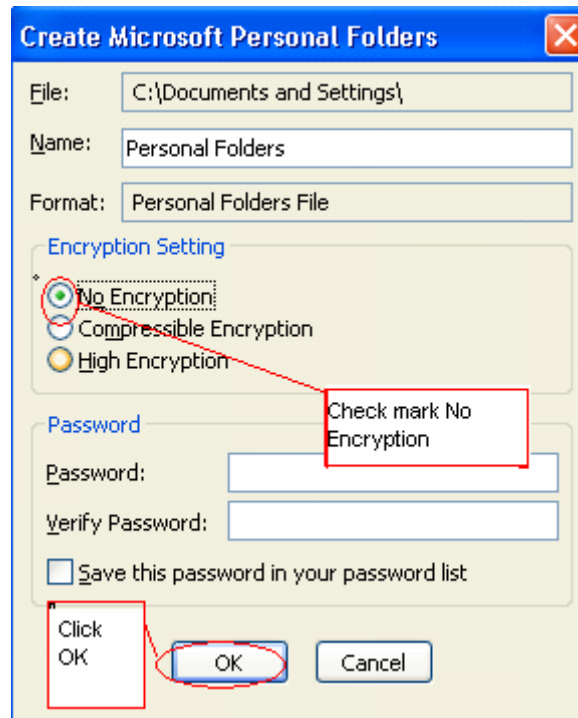 Create Microsoft Personal Folders
File: C:\Documents and Settings\
Name: Personal Folders
Format: Personal Folders File
Encryption Setting
No Encryption
Compressible Encryption
High Encryption
Check mark No
Encryption
Password
Password:
Verify Password:
Save this password in your password list
Click
OK
OK Cancel